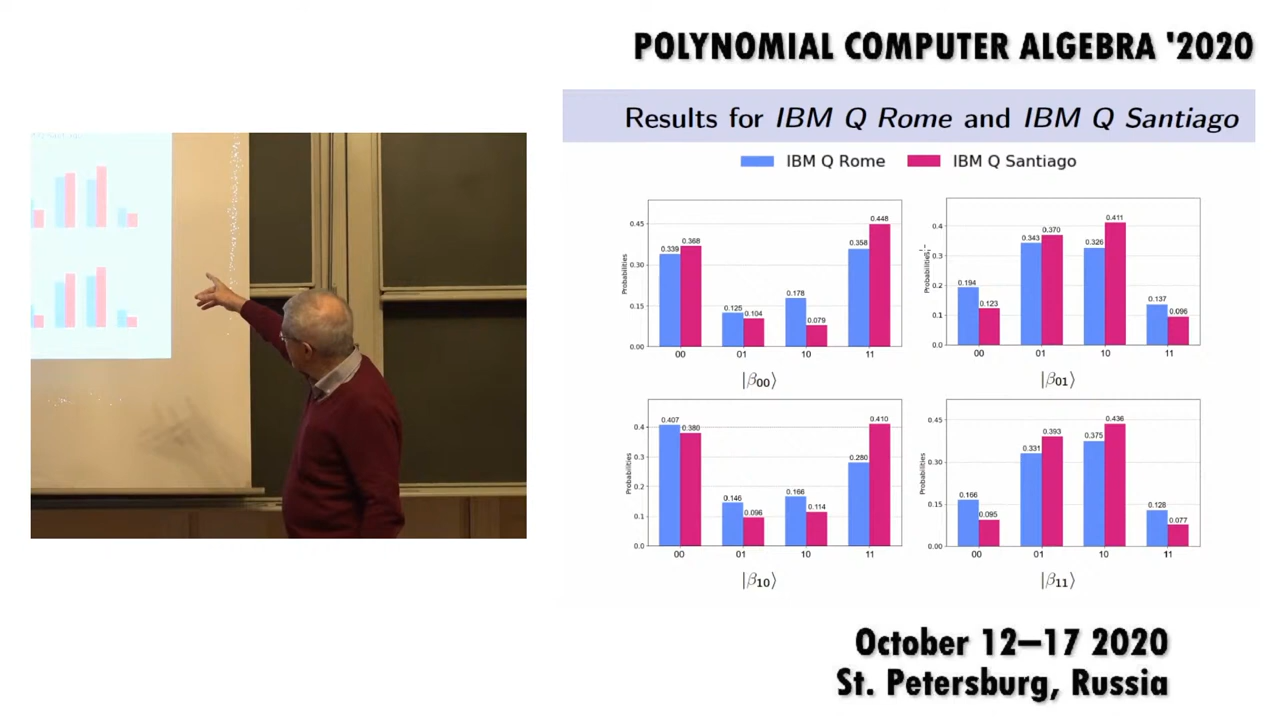 POLYNOMIAL COMPUTER ALGEBRA '2020
Results for IBM Q Rome and IBM Q Santiago
IBM Q Rome IBM Q Santiago
Probabilities
0.45
0.30
0.15
0.00
0.339 0.368 0.125 0.104 0.178 0.079 0.358 0.448
00 01 10 11
|β00⟩
Probabilities
0.4
0.3
0.2
0.1
0.0
0.194 0.123 0.343 0.370 0.326 0.411 0.137 0.096
00 01 10 11
|β01⟩
Probabilities
0.4
0.3
0.2
0.1
0.0
0.407 0.380 0.146 0.096 0.166 0.114 0.280 0.410
00 01 10 11
|β10⟩
Probabilities
0.45
0.30
0.15
0.00
0.166 0.095 0.331 0.393 0.375 0.436 0.128 0.077
00 01 10 11
|β11⟩
October 12–17 2020
St. Petersburg, Russia